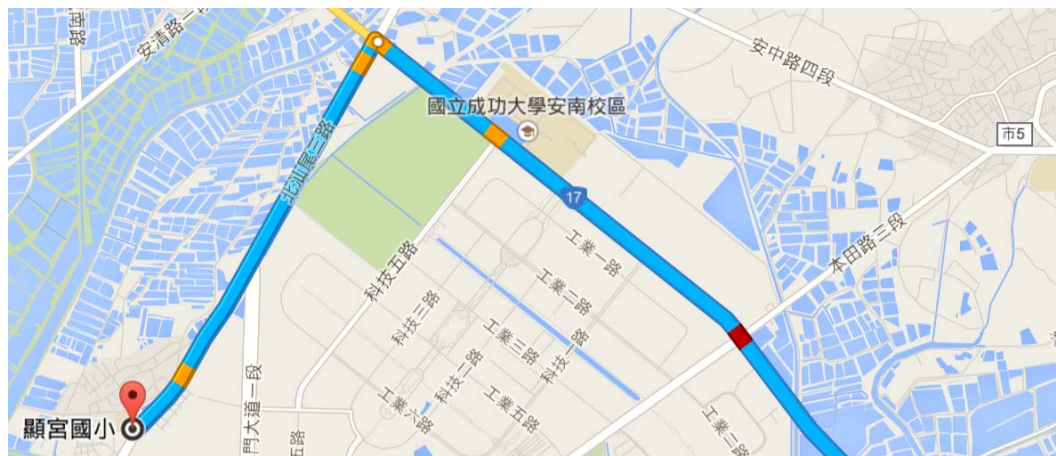 南路
安清路二段
安中路四段
國立成功大學安南校區
市5
北汕尾三路
17
本田路三段
工業一路
科技五路
工業二路
科技三路
工業三路
科技一路
科技二路
工業六路
工業五路
工業二路
顯宮國小
門大道一段
五路